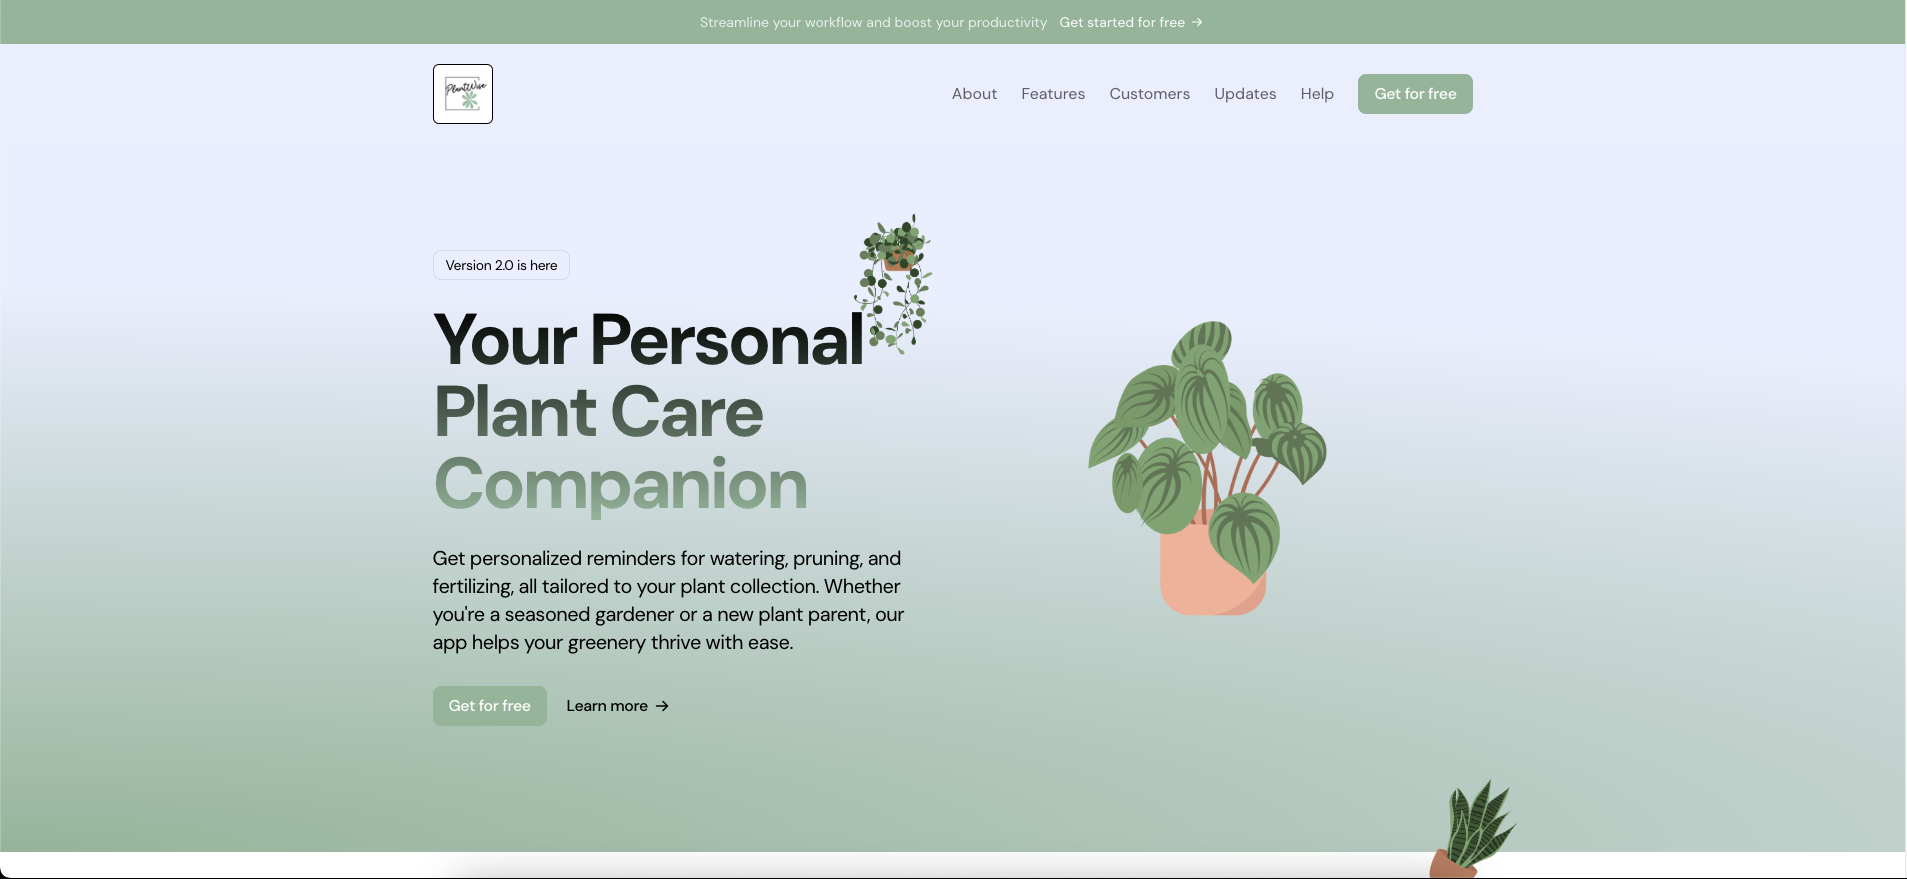 Streamline your workflow and boost your productivity Get started for free →
PlantWise
About Features Customers Updates Help Get for free
Version 2.0 is here
Your Personal
Plant Care
Companion
Get personalized reminders for watering, pruning, and
fertilizing, all tailored to your plant collection. Whether
you're a seasoned gardener or a new plant parent, our
app helps your greenery thrive with ease.
Get for free Learn more →